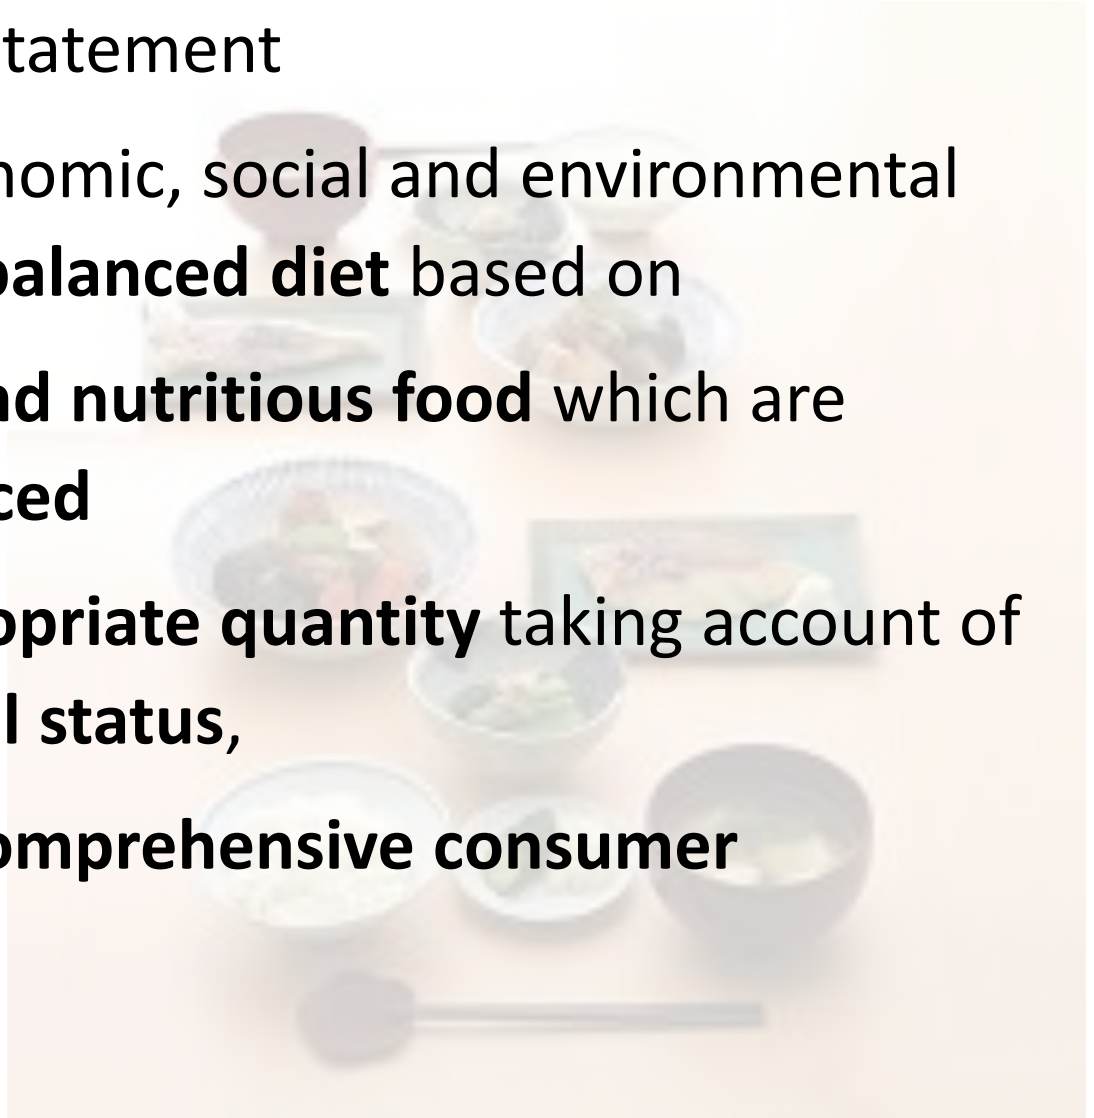 tatement
nomic, social and environmental
balanced diet based on
nd nutritious food which are
ced
opriate quantity taking account of
l status,
omprehensive consumer